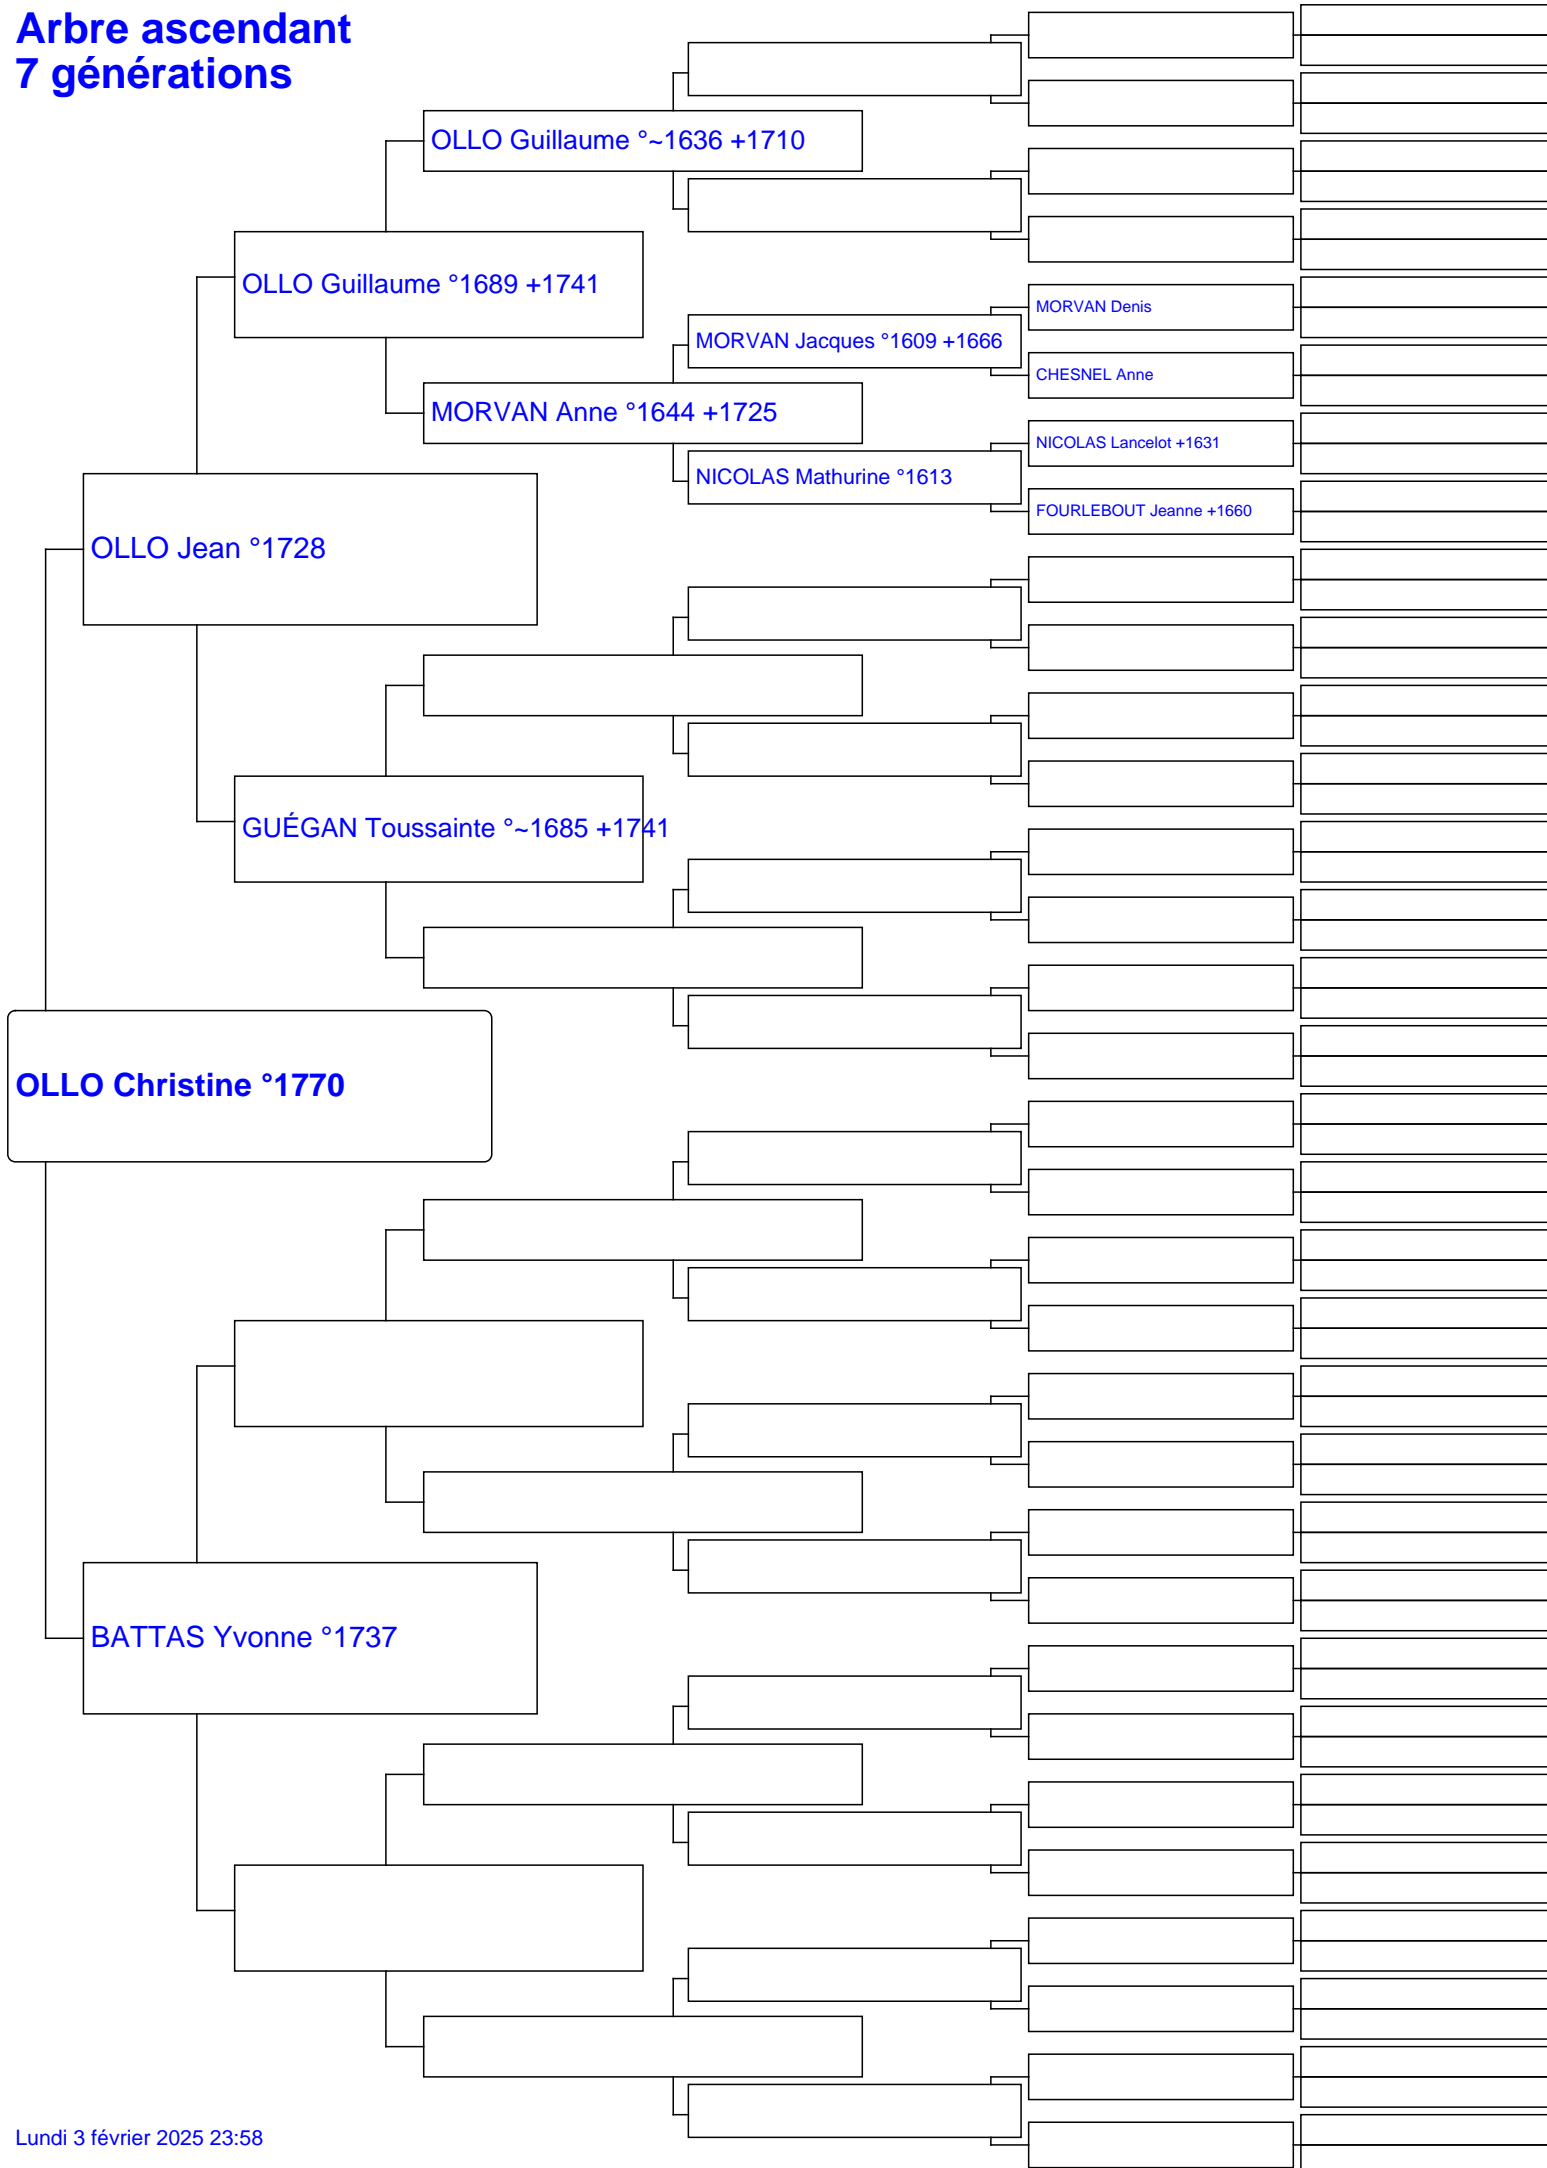 Arbre ascendant
7 générations
OLLO Guillaume °~1636 +1710
OLLO Guillaume °1689 +1741
MORVAN Denis
MORVAN Jacques °1609 +1666
CHESNEL Anne
MORVAN Anne °1644 +1725
NICOLAS Lancelot +1631
NICOLAS Mathurine °1613
FOURLEBOUT Jeanne +1660
OLLO Jean °1728
GUÉGAN Toussainte °~1685 +1741
OLLO Christine °1770
BATTAS Yvonne °1737
Lundi 3 février 2025 23:58